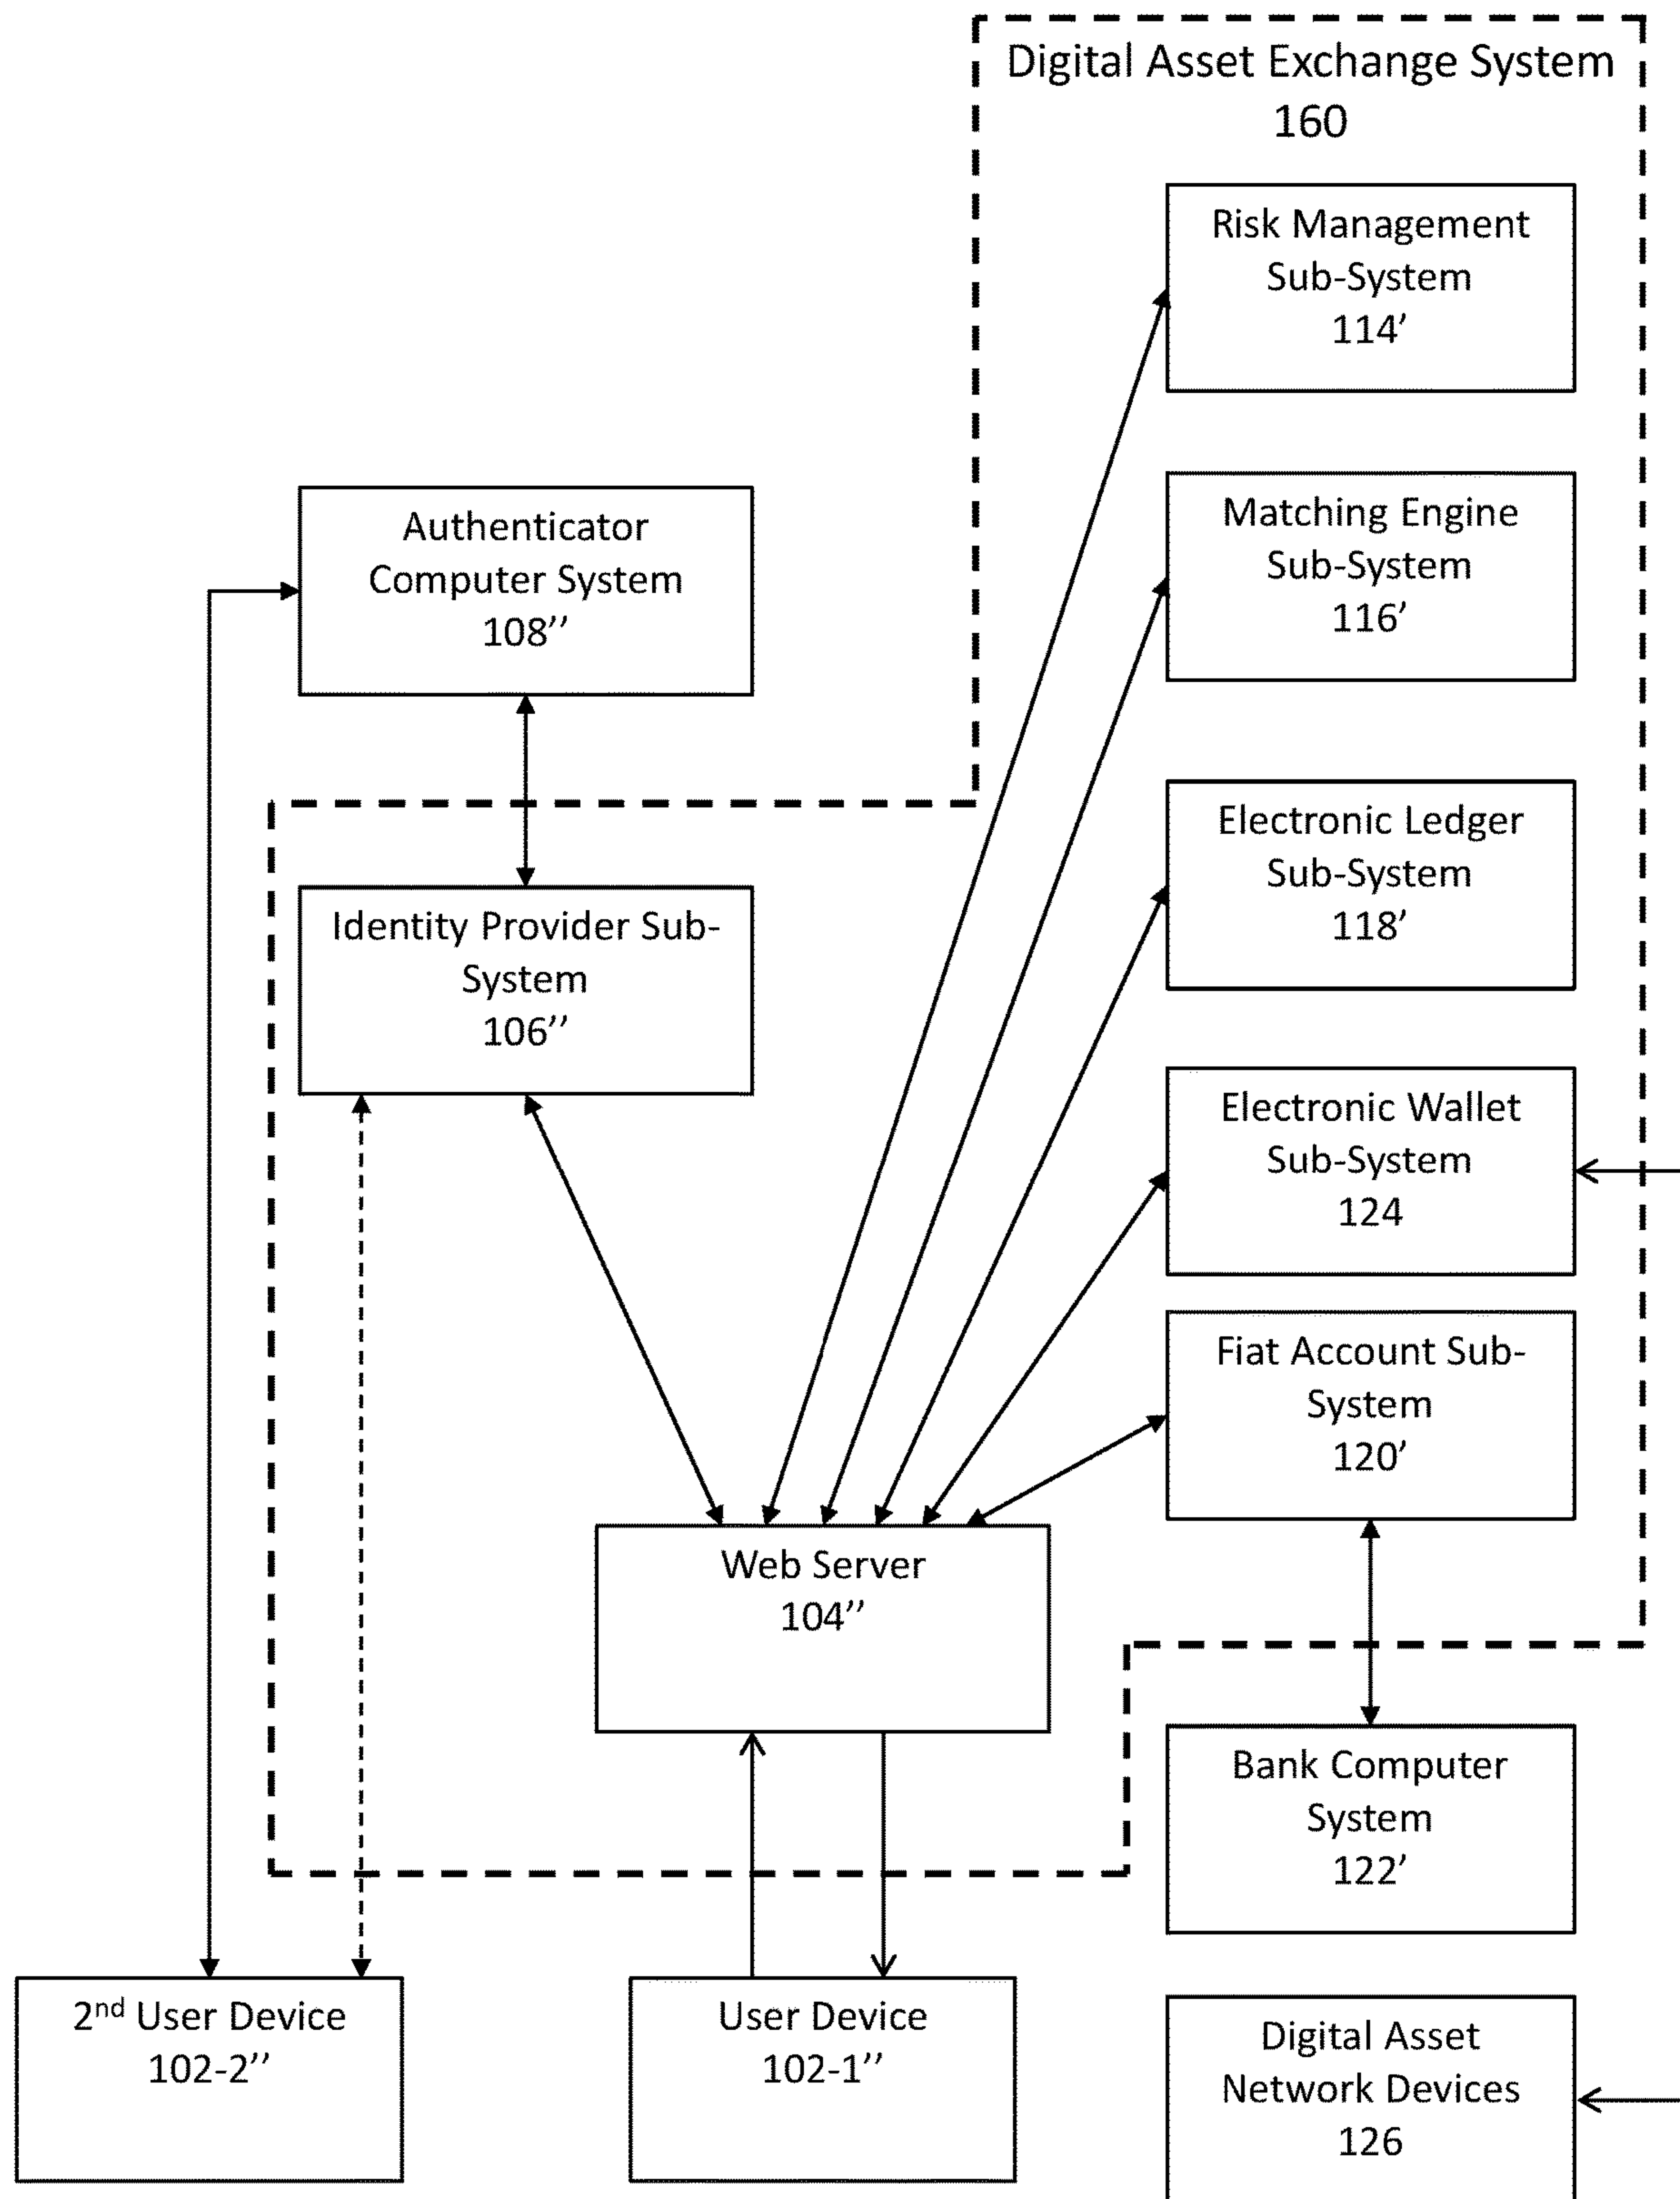 Digital Asset Exchange System
160
Risk Management
Sub-System
114’
Authenticator
Computer System
108’’
Matching Engine
Sub-System
116’
Electronic Ledger
Sub-System
118’
Identity Provider Sub-
System
106’’
Electronic Wallet
Sub-System
124
Fiat Account Sub-
System
120’
Web Server
104’’
Bank Computer
System
122’
2nd User Device
102-2’’
User Device
102-1’’
Digital Asset
Network Devices
126